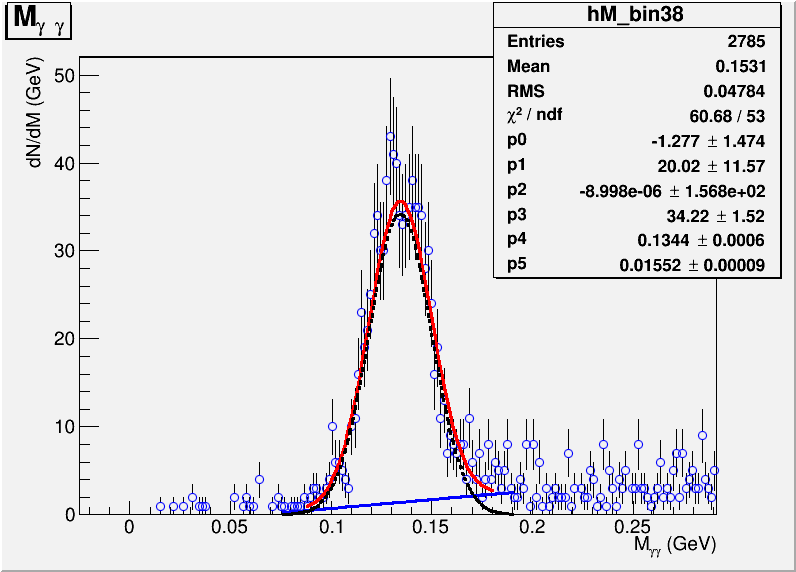 M γ γ
hM_bin38
Entries 2785
Mean 0.1531
RMS 0.04784
χ² / ndf 60.68 / 53
p0 -1.277 ± 1.474
p1 20.02 ± 11.57
p2 -8.998e-06 ± 1.568e+02
p3 34.22 ± 1.52
p4 0.1344 ± 0.0006
p5 0.01552 ± 0.00009
dN/dM (GeV)
50
40
30
20
10
0
0 0.05 0.1 0.15 0.2 0.25
Mγγ (GeV)